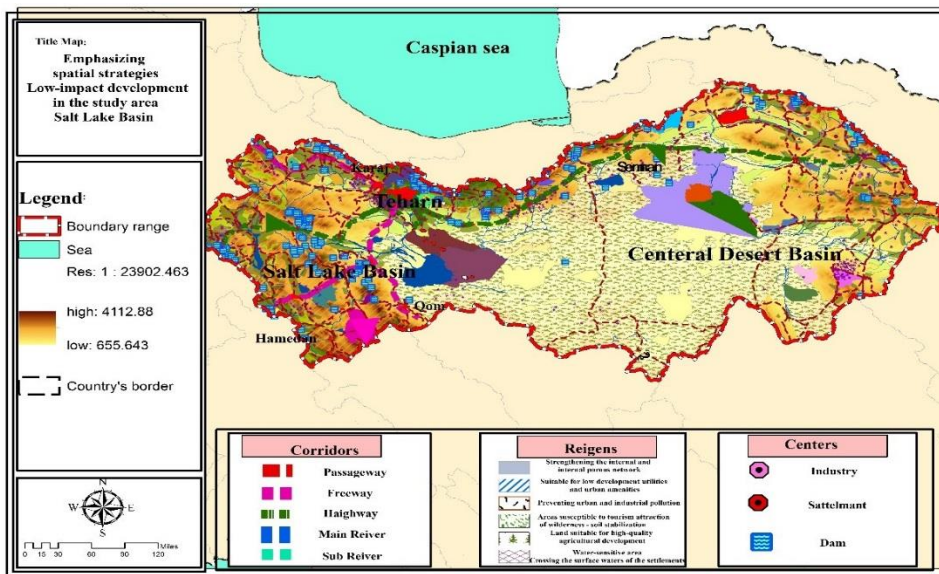 Title Map:
Emphasizing
spatial strategies
Low-impact development
in the study area
Salt Lake Basin
Legend:
Boundary range
Sea
Res: 1 : 23902.463
high: 4112.88
low: 655.643
Country's border
N
W
E
S
0 15 30
60
90
120
Miles
Caspian sea
Karaj
Teharn
Semnan
Salt Lake Basin
Centeral Desert Basin
Qom
Hamedan
Corridors
Passageway
Freeway
Haighway
Main Reiver
Sub Reiver
Reigens
Strengthening the internal and
internal porous network
Suitable for low development utilities
and urban amenities
Preventing urban and industrial pollution
Areas susceptible to tourism attraction
of wilderness - soil stabilization
Land suitable for high-quality
agricultural development
Water-sensitive area
Crossing the surface waters of the settlements
Centers
Industry
Sattelmant
Dam